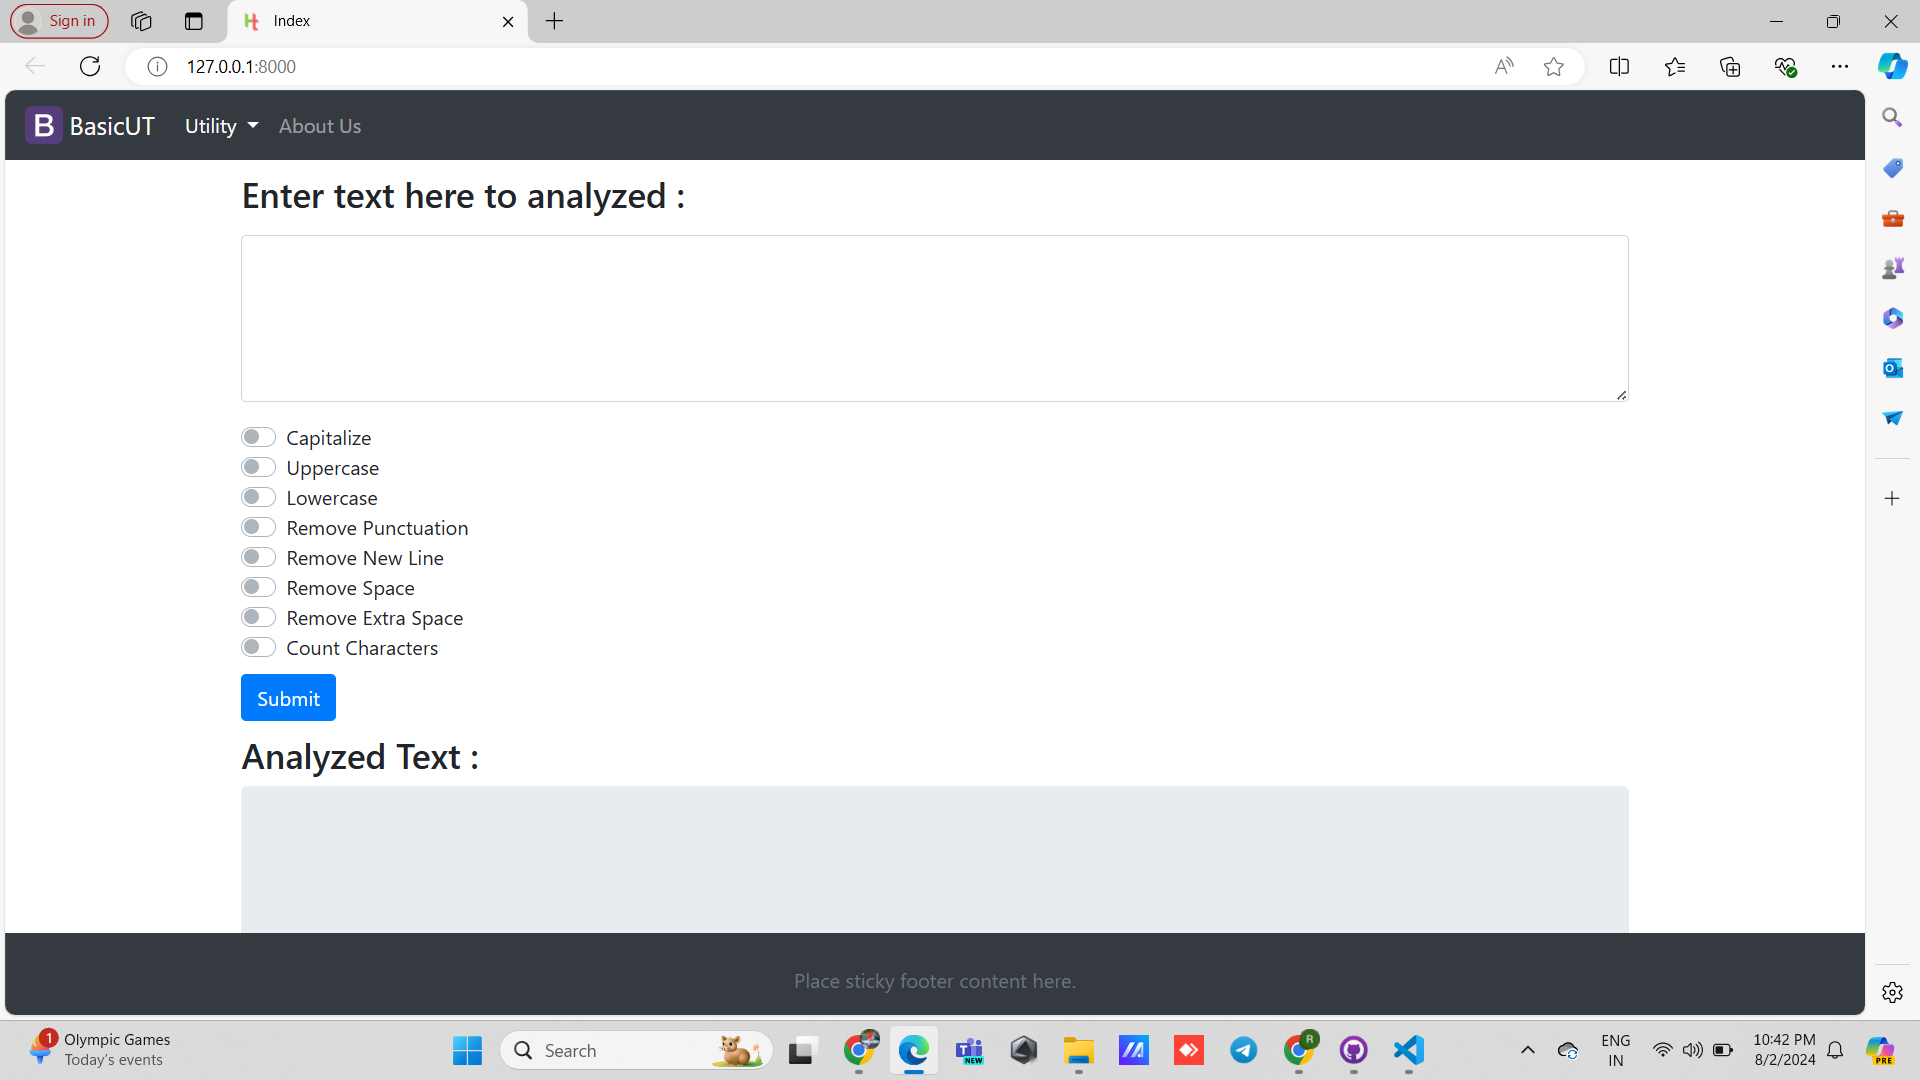 Sign in
Index
127.0.0.1:8000
B BasicUT Utility About Us
Enter text here to analyzed :
Capitalize
Uppercase
Lowercase
Remove Punctuation
Remove New Line
Remove Space
Remove Extra Space
Count Characters
Submit
Analyzed Text :
Place sticky footer content here.
1
Olympic Games
Today's events
Search
NEW
R
ENG
IN
10:42 PM
8/2/2024
PRE